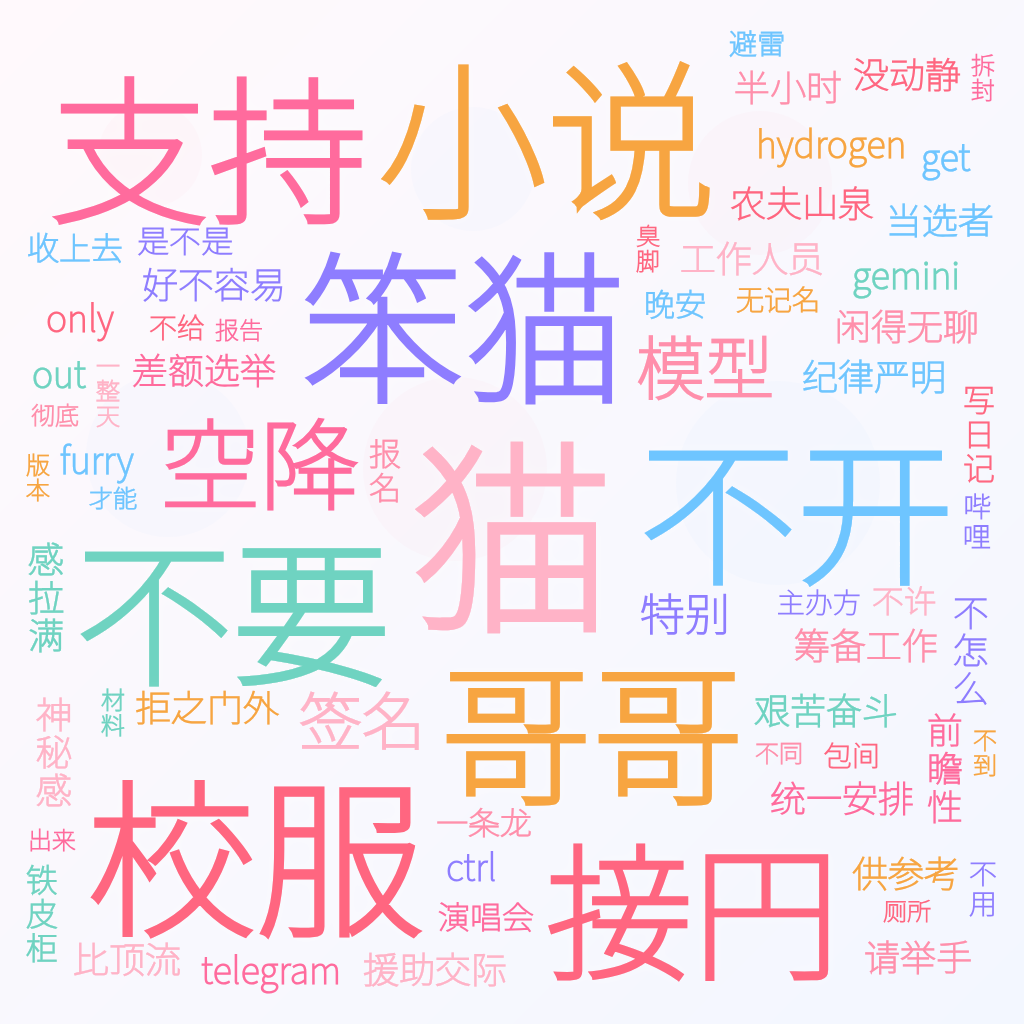 避雷
半小时
没动静
拆封
支持
小说
hydrogen
get
农夫山泉
当选者
收上去
是不是
臭脚
工作人员
好不容易
笨猫
gemini
晚安
无记名
only
不给
报告
闲得无聊
模型
out
一整天
差额选举
纪律严明
彻底
写日记
furry
版本
才能
空降
报名
猫
不开
哔哩
感拉满
不要
特别
主办方
不许
不怎么
筹备工作
神秘感
材料
拒之门外
签名
哥哥
艰苦奋斗
前瞻性
不到
不同
包间
统一安排
校服
一条龙
出来
ctrl
接円
铁皮柜
供参考
不用
演唱会
厕所
比顶流
telegram
援助交际
请举手